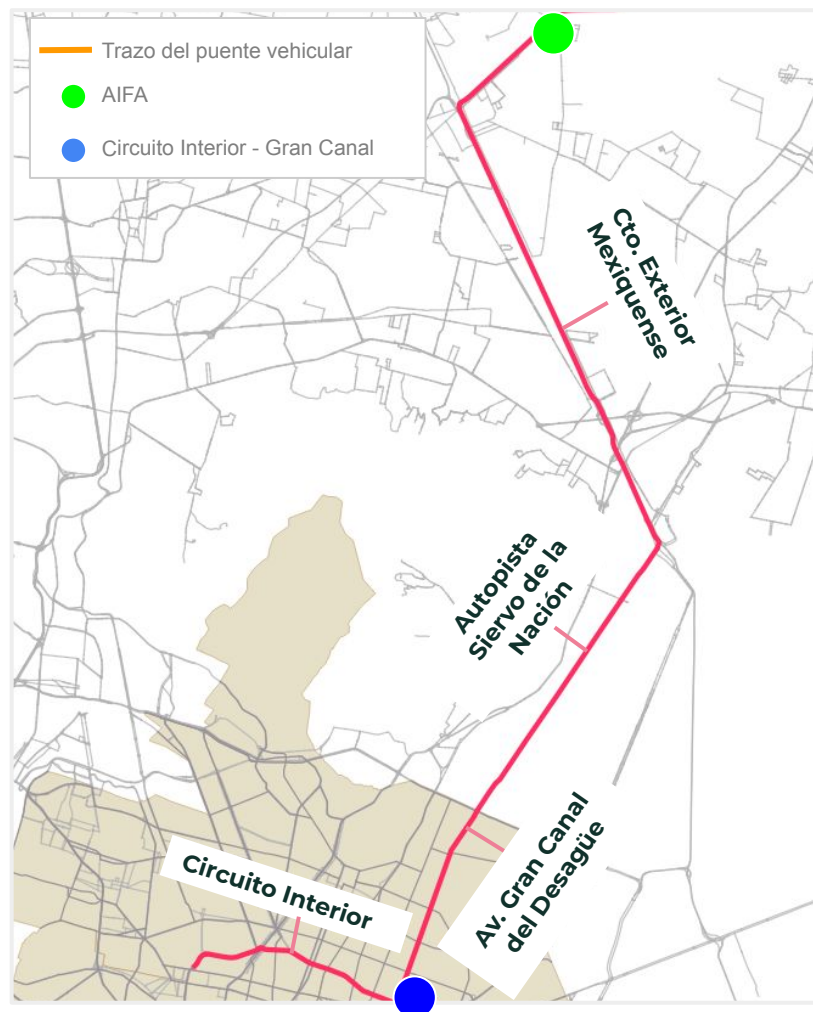 Trazo del puente vehicular
AIFA
Circuito Interior - Gran Canal
Cto. Exterior
Mexiquense
Autopista
Siervo de la
Nación
Av. Gran Canal
del Desagüe
Circuito Interior